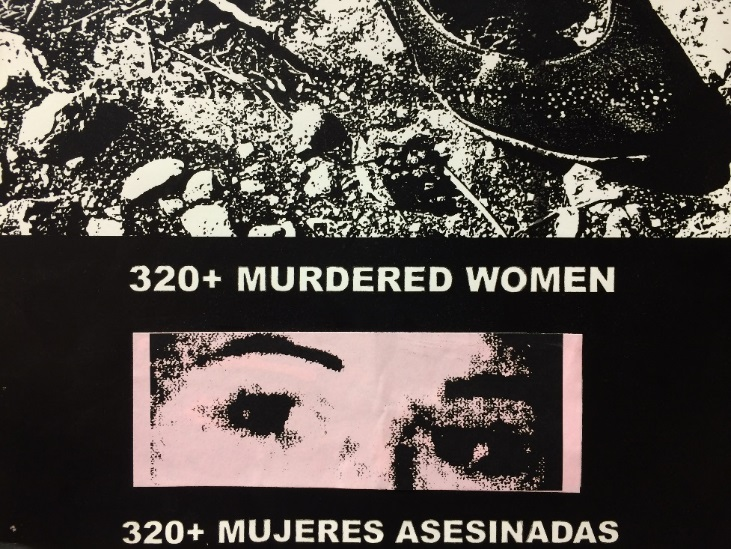 320+ MURDERED WOMEN
320+ MUJERES ASESINADAS